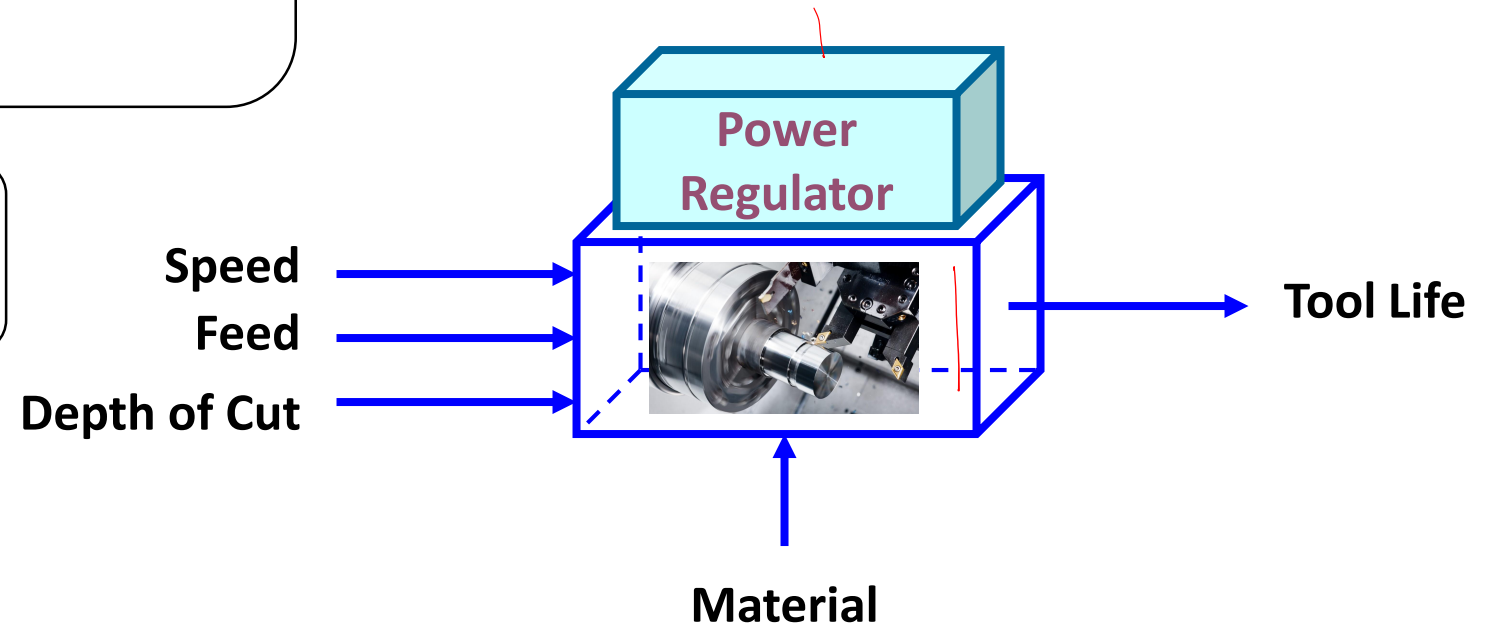 Power
Regulator
Speed
Feed
Depth of Cut
Tool Life
Material